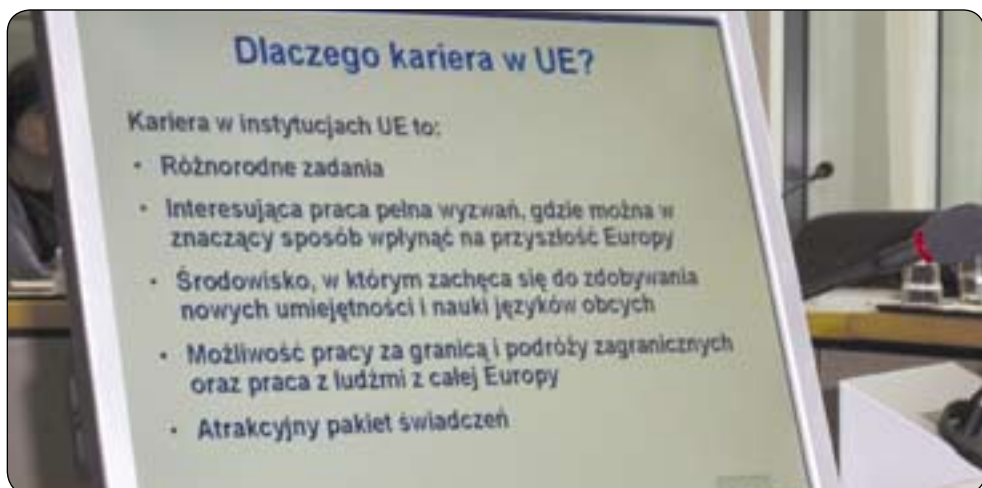 Dlaczego kariera w UE?
Kariera w instytucjach UE to:
• Różnorodne zadania
• Interesująca praca pełna wyzwań, gdzie można w
znaczący sposób wpłynąć na przyszłość Europy
• Środowisko, w którym zachęca się do zdobywania
nowych umiejętności i nauki języków obcych
• Możliwość pracy za granicą i podróży zagranicznych
oraz praca z ludźmi z całej Europy
• Atrakcyjny pakiet świadczeń